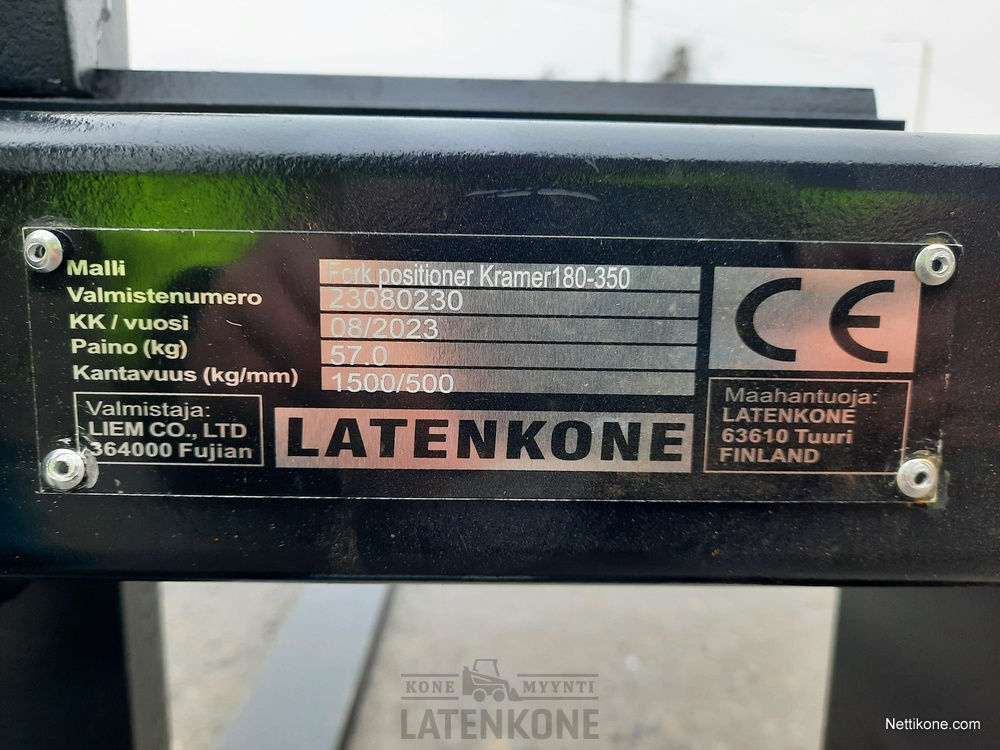 Malli Fork positioner Kramer180-350
Valmistenumero 23080230
KK / vuosi 08/2023
Paino (kg) 57.0
Kantavuus (kg/mm) 1500/500
CE
Valmistaja:
LIEM CO., LTD
364000 Fujian
LATENKONE
Maahantuoja:
LATENKONE
63610 Tuuri
FINLAND
KONE MYYNTI
LATENKONE
Nettikone.com